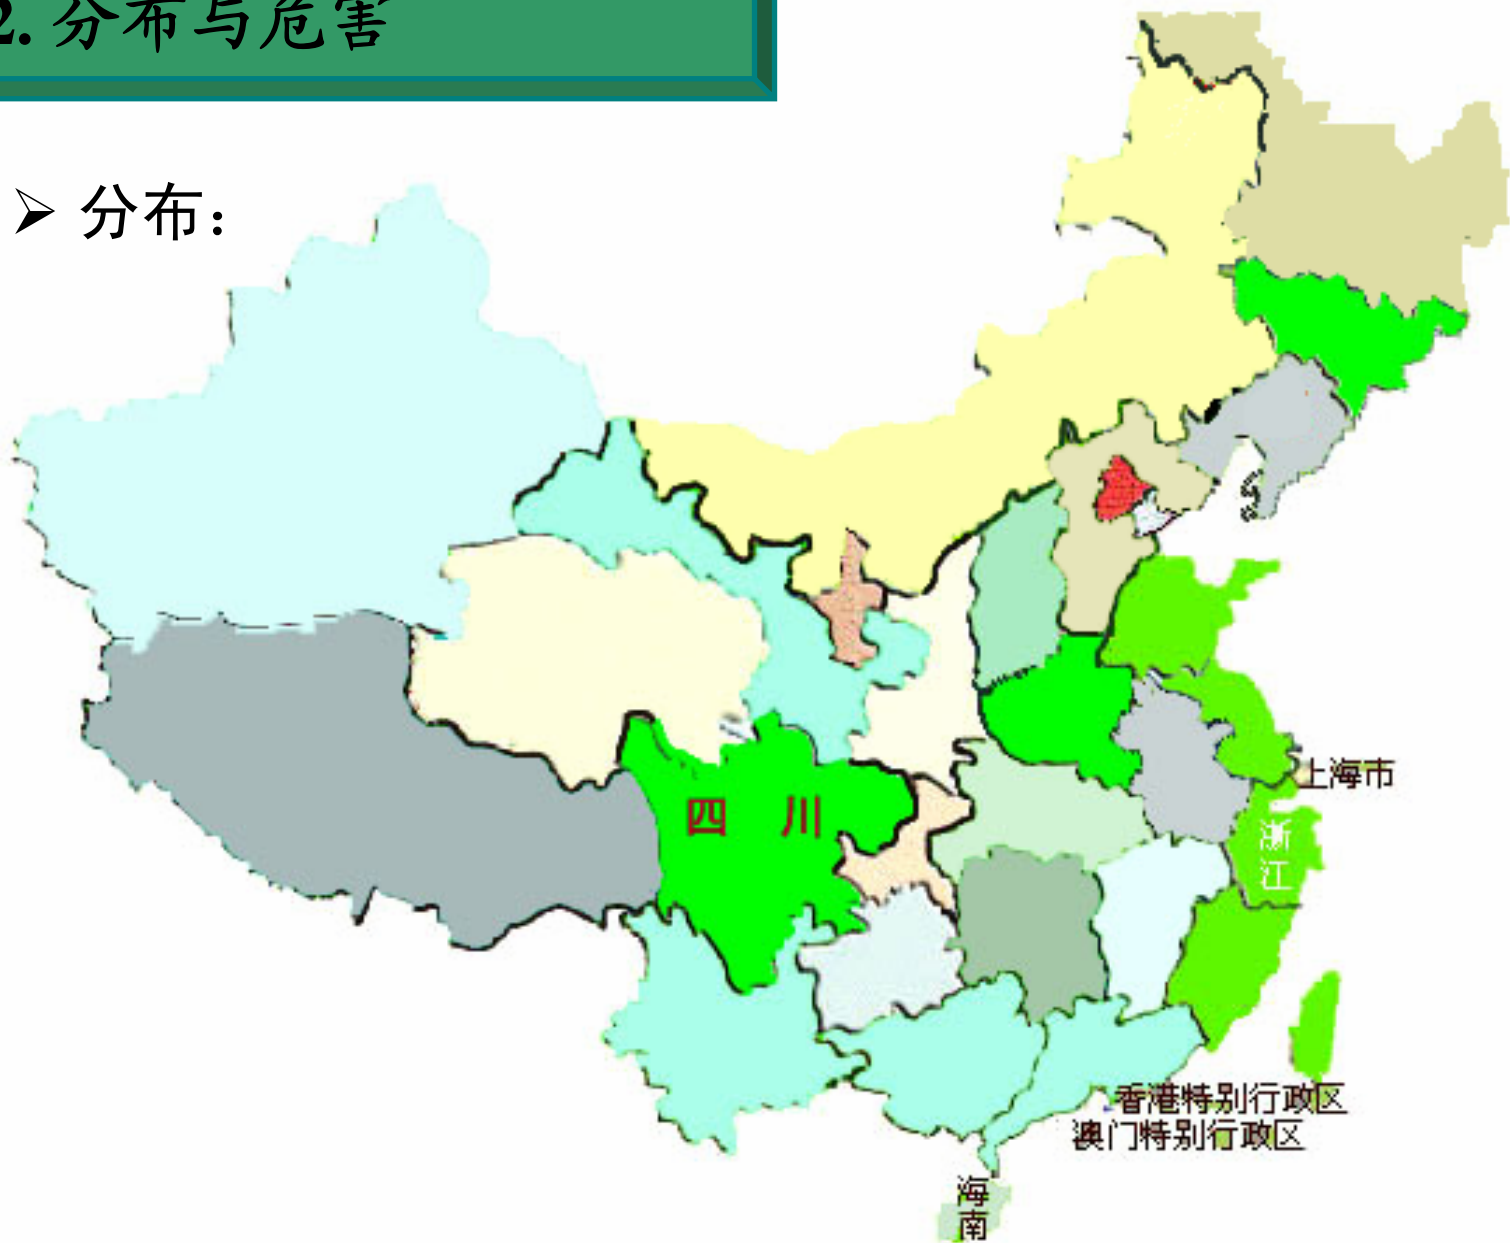 2. 分布与危害
➢ 分布：
四 川
上海市
浙
江
香港特别行政区
澳门特别行政区
海
南